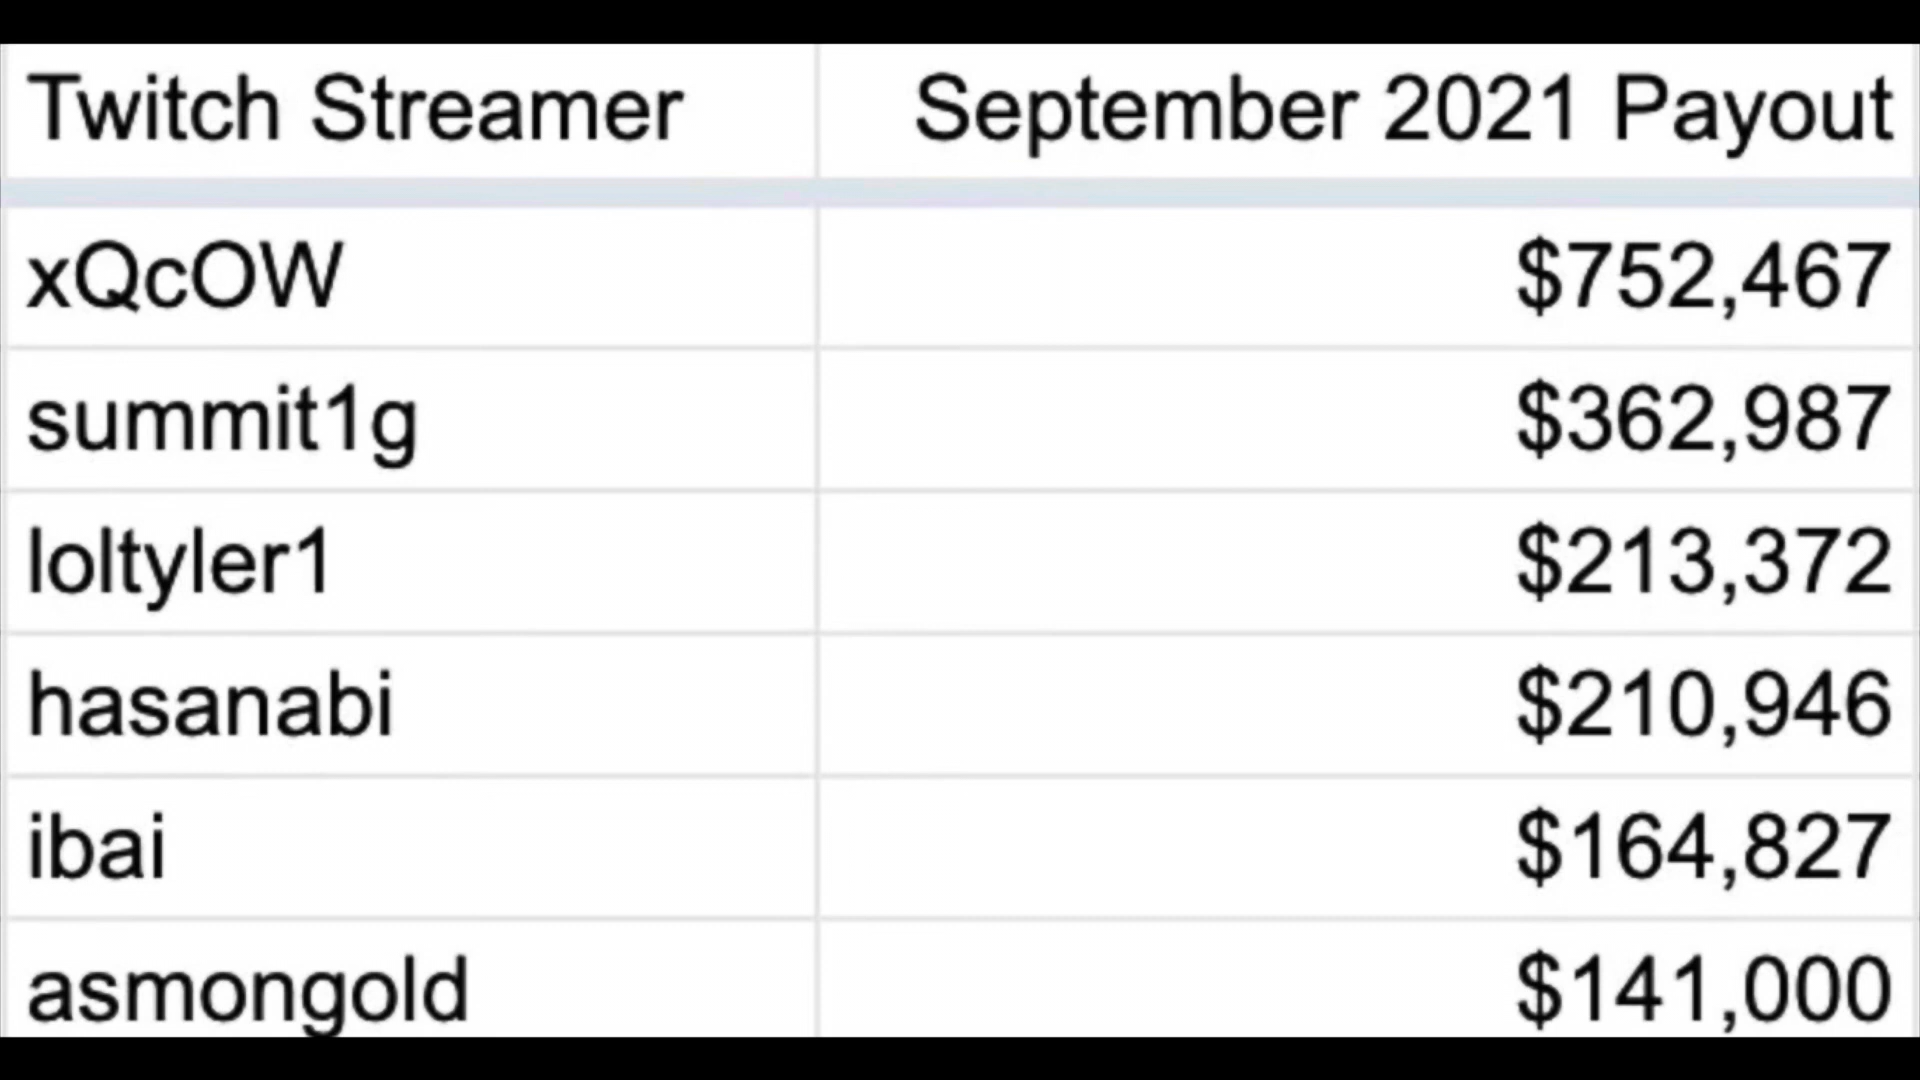 Twitch Streamer September 2021 Payout
xQcOW $752,467
summit1g $362,987
loltyler1 $213,372
hasanabi $210,946
ibai $164,827
asmongold $141,000